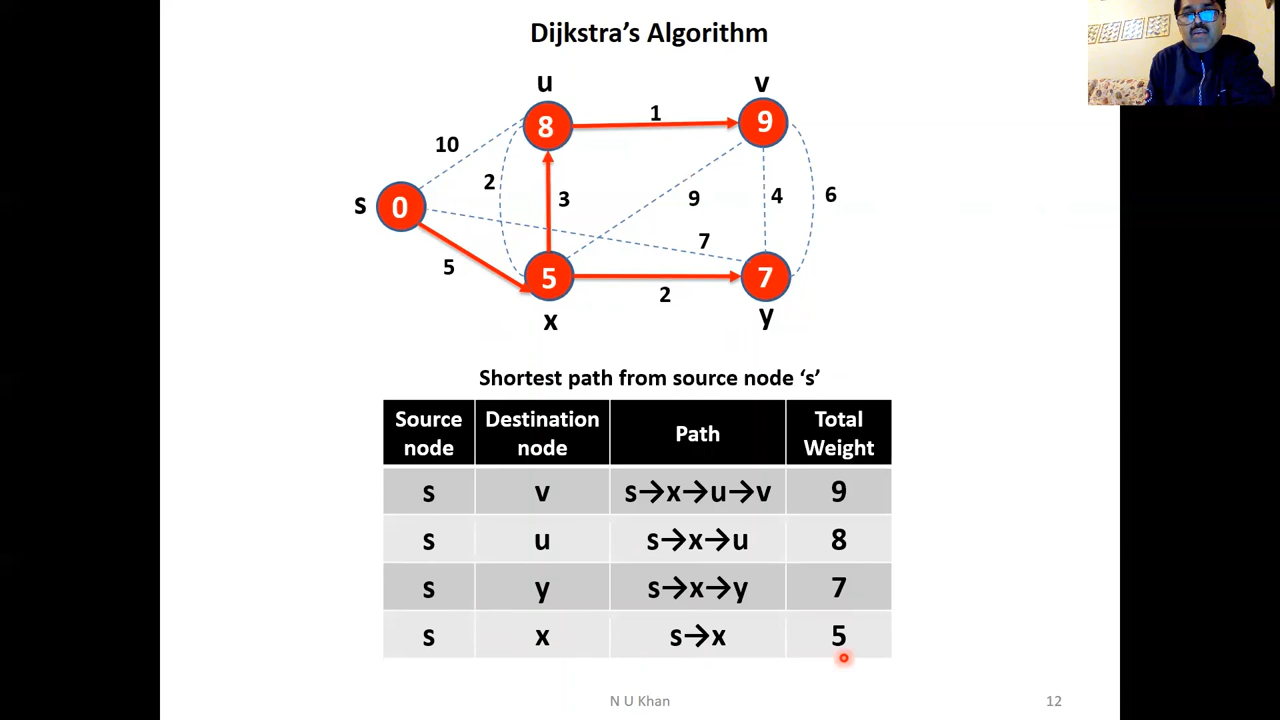 Dijkstra's Algorithm
u
v
8
1
9
10
2
3
9
4
6
s
0
7
5
5
2
7
x
y
Shortest path from source node ‘s’
Source node
Destination node
Path
Total Weight
s v s→x→u→v 9
s u s→x→u 8
s y s→x→y 7
s x s→x 5
N U Khan
12